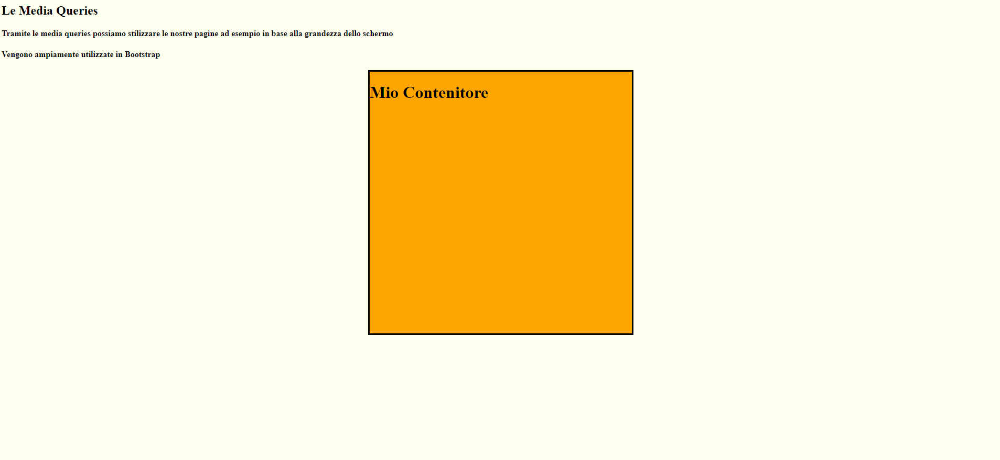 Le Media Queries
Tramite le media queries possiamo stilizzare le nostre pagine ad esempio in base alla grandezza dello schermo
Vengono ampiamente utilizzate in Bootstrap
Mio Contenitore